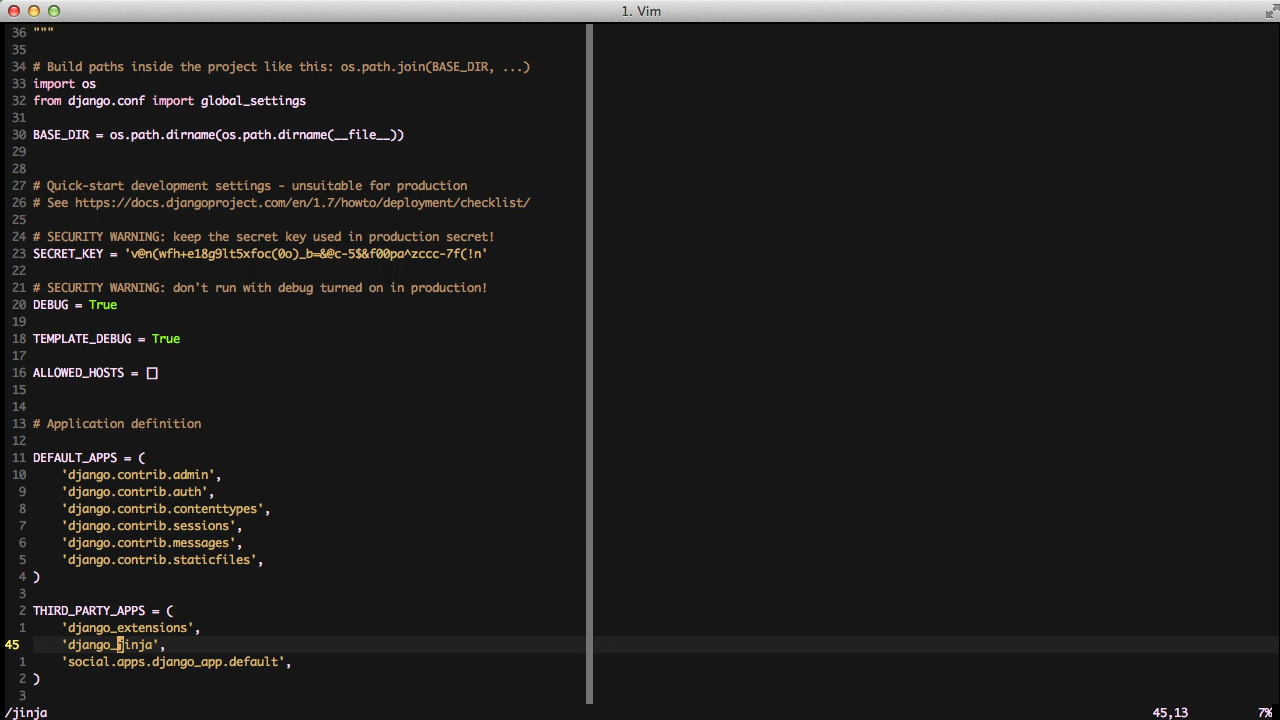 1. Vim
36 """
35
34 # Build paths inside the project like this: os.path.join(BASE_DIR, ...)
33 import os
32 from django.conf import global_settings
31
30 BASE_DIR = os.path.dirname(os.path.dirname(__file__))
29
28
27 # Quick-start development settings - unsuitable for production
26 # See https://docs.djangoproject.com/en/1.7/howto/deployment/checklist/
25
24 # SECURITY WARNING: keep the secret key used in production secret!
23 SECRET_KEY = 'v@n(wfh+e18g9lt5xfoc(0o)_b=&@c-5$&f00pa^zccc-7f(!n'
22
21 # SECURITY WARNING: don't run with debug turned on in production!
20 DEBUG = True
19
18 TEMPLATE_DEBUG = True
17
16 ALLOWED_HOSTS = []
15
14
13 # Application definition
12
11 DEFAULT_APPS = (
10 'django.contrib.admin',
9 'django.contrib.auth',
8 'django.contrib.contenttypes',
7 'django.contrib.sessions',
6 'django.contrib.messages',
5 'django.contrib.staticfiles',
4 )
3
2 THIRD_PARTY_APPS = (
1 'django_extensions',
45 'django_jinja',
1 'social.apps.django_app.default',
2 )
3
/jinja 45,13 7%